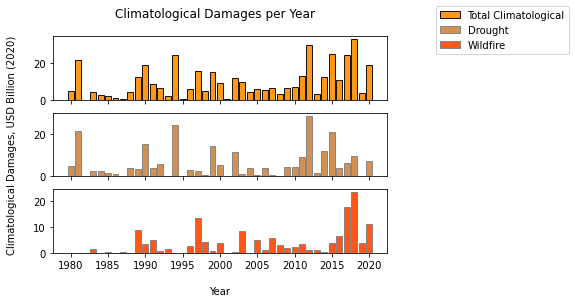 Climatological Damages per Year
Total Climatological
Drought
Wildfire
Climatological Damages, USD Billion (2020)
20
0
20
0
20
10
0
1980 1985 1990 1995 2000 2005 2010 2015 2020
Year